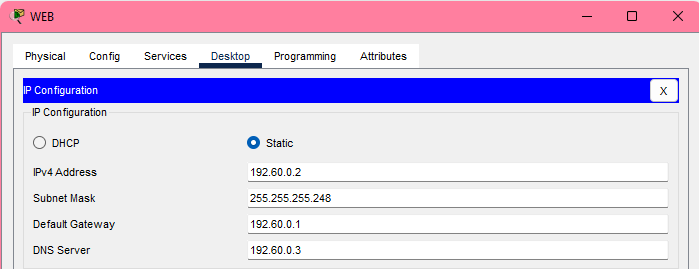 WEB
Physical Config Services Desktop Programming Attributes
IP Configuration X
IP Configuration
DHCP Static
IPv4 Address 192.60.0.2
Subnet Mask 255.255.255.248
Default Gateway 192.60.0.1
DNS Server 192.60.0.3